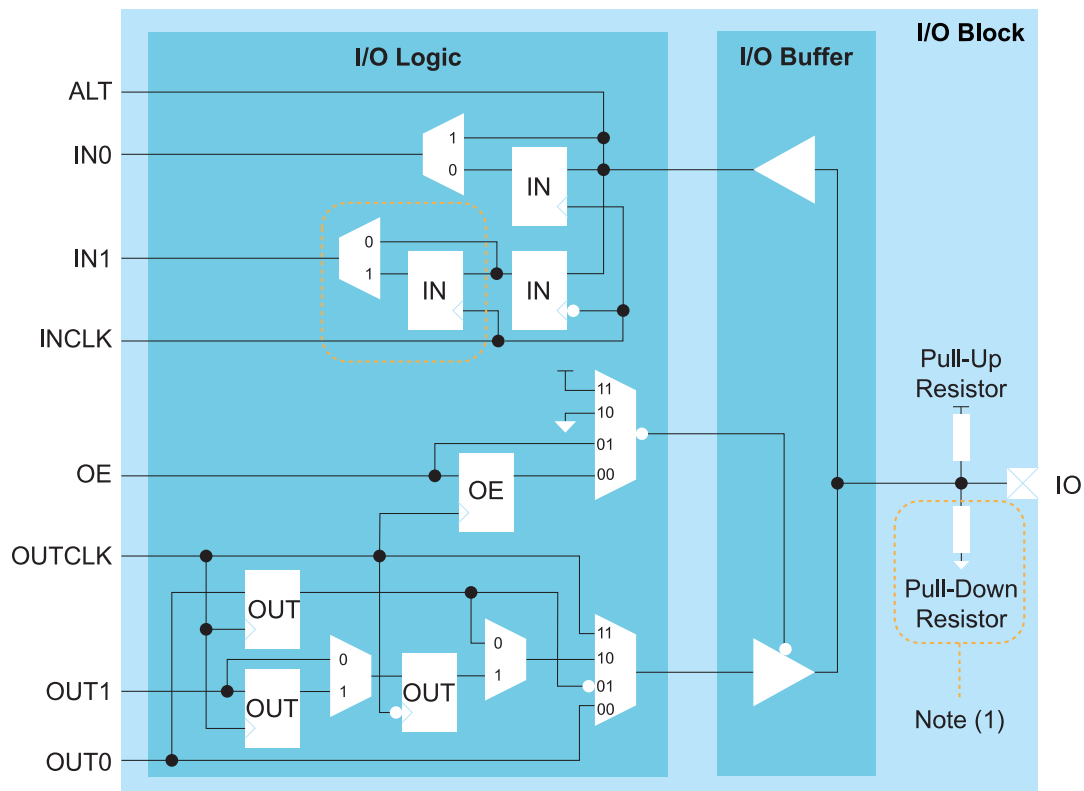 I/O Block
I/O Logic
I/O Buffer
ALT
1
IN0
0
IN
0
IN1
1
IN
IN
INCLK
Pull-Up
Resistor
11
10
01
OE
00
OE
IO
OUTCLK
Pull-Down
Resistor
OUT
11
0
0
10
OUT1
1
OUT
1
OUT
01
00
Note (1)
OUT0